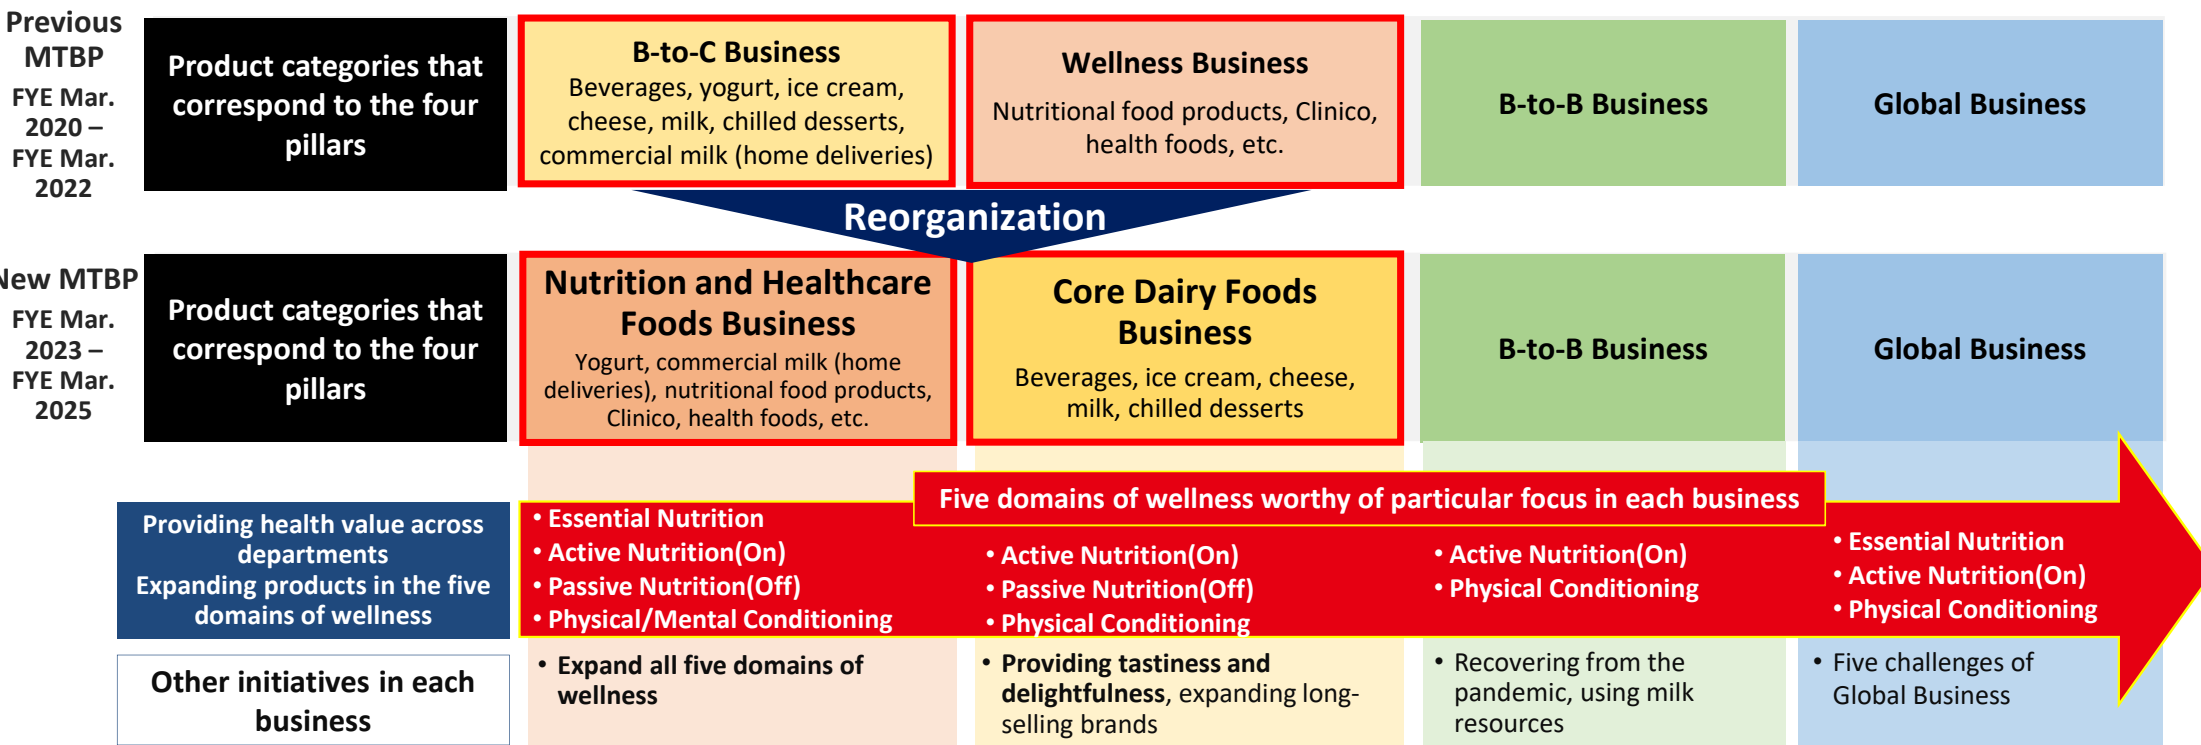 Previous
MTBP
FYE Mar.
2020 –
FYE Mar.
2022
Product categories that
correspond to the four
pillars
B-to-C Business
Beverages, yogurt, ice cream,
cheese, milk, chilled desserts,
commercial milk (home deliveries)
Wellness Business
Nutritional food products, Clinico,
health foods, etc.
B-to-B Business
Global Business
Reorganization
New MTBP
FYE Mar.
2023 –
FYE Mar.
2025
Product categories that
correspond to the four
pillars
Nutrition and Healthcare
Foods Business
Yogurt, commercial milk (home
deliveries), nutritional food products,
Clinico, health foods, etc.
Core Dairy Foods
Business
Beverages, ice cream, cheese,
milk, chilled desserts
B-to-B Business
Global Business
Five domains of wellness worthy of particular focus in each business
Providing health value across
departments
Expanding products in the five
domains of wellness
• Essential Nutrition
• Active Nutrition(On)
• Passive Nutrition(Off)
• Physical/Mental Conditioning
• Active Nutrition(On)
• Passive Nutrition(Off)
• Physical Conditioning
• Active Nutrition(On)
• Physical Conditioning
• Essential Nutrition
• Active Nutrition(On)
• Physical Conditioning
Other initiatives in each
business
• Expand all five domains of
wellness
• Providing tastiness and
delightfulness, expanding long-
selling brands
• Recovering from the
pandemic, using milk
resources
• Five challenges of
Global Business